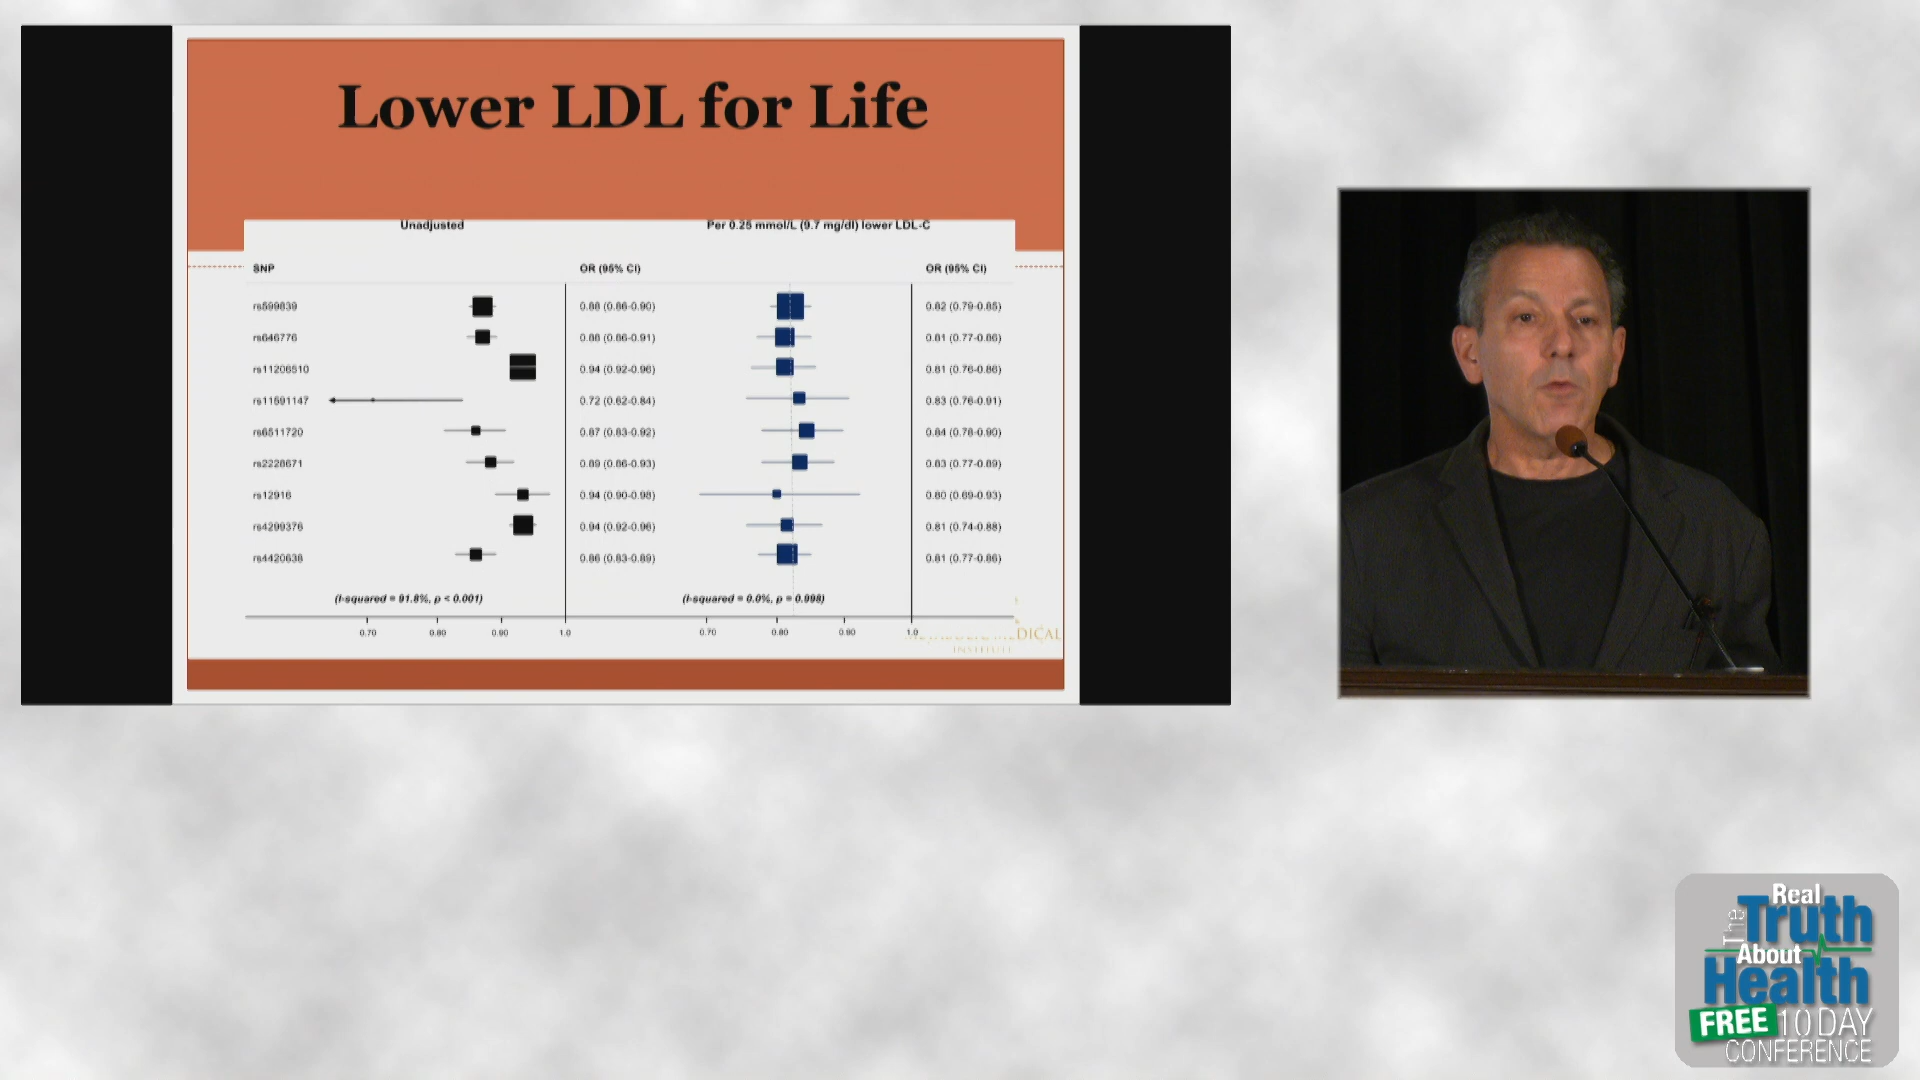 Lower LDL for Life
Unadjusted Per 0.25 mmol/L (9.7 mg/dl) lower LDL-C
SNP OR (95% CI) OR (95% CI)
rs599839 0.88 (0.86-0.90) 0.82 (0.79-0.85)
rs646776 0.88 (0.86-0.91) 0.81 (0.77-0.86)
rs11206510 0.94 (0.92-0.96) 0.81 (0.76-0.86)
rs11591147 0.72 (0.62-0.84) 0.83 (0.76-0.91)
rs6511720 0.87 (0.83-0.92) 0.84 (0.78-0.90)
rs2228671 0.89 (0.86-0.93) 0.83 (0.77-0.89)
rs12916 0.94 (0.90-0.98) 0.80 (0.69-0.93)
rs4299376 0.94 (0.92-0.96) 0.81 (0.74-0.88)
rs4420638 0.86 (0.83-0.89) 0.81 (0.77-0.86)
(I-squared = 91.8%, p < 0.001) (I-squared = 0.0%, p = 0.998)
0.70 0.80 0.90 1.0 0.70 0.80 0.90 1.0
DICAL
INSTITUTE
The Real
Truth
About
Health
FREE 10 DAY
CONFERENCE